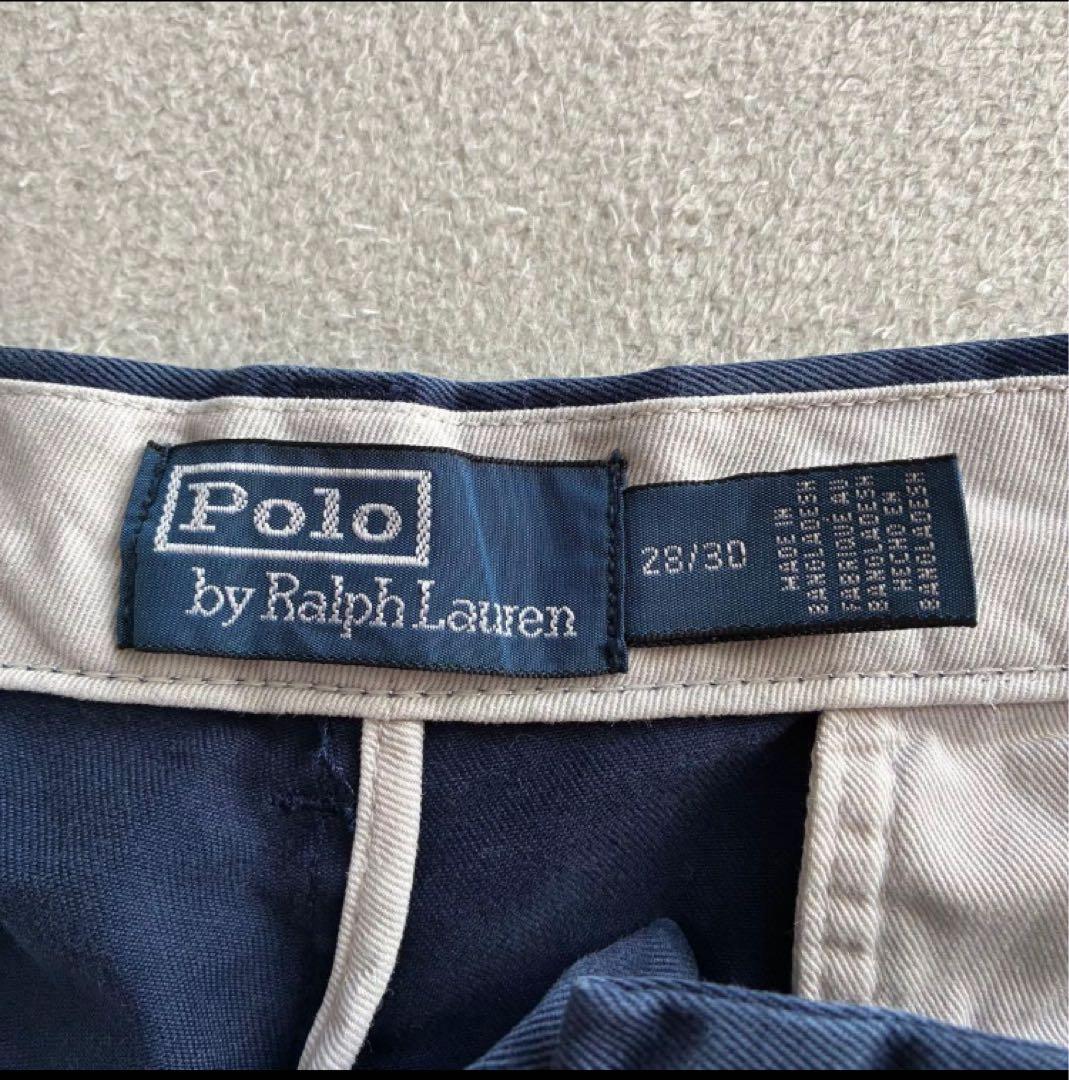 Polo
by Ralph Lauren
28/30
MADE IN
BANGLADESH
FABRIQUE AU
BANGLADESH
HECHO EN
BANGLADESH